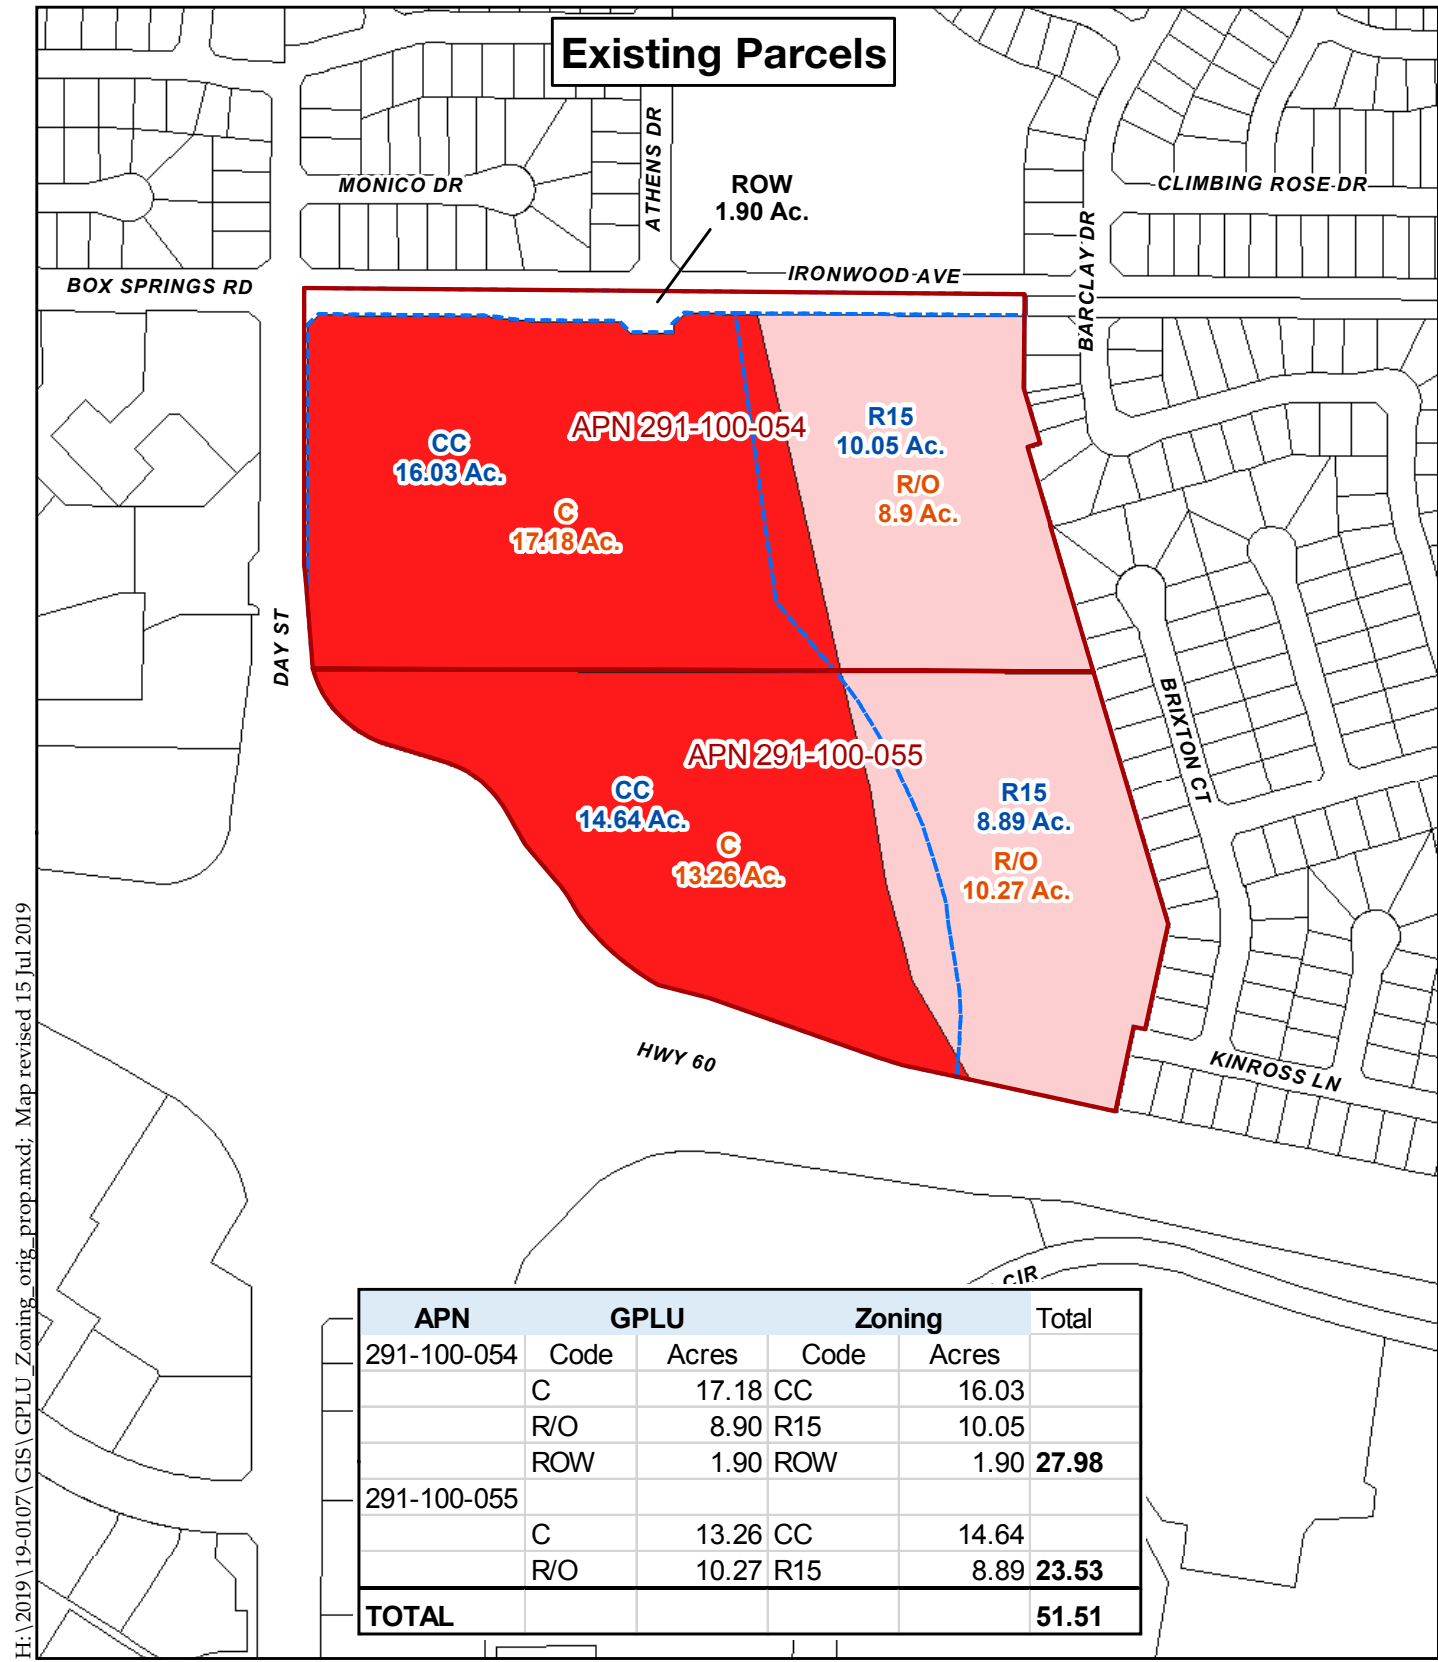 Existing Parcels
MONICO DR
ATHENS DR
ROW
1.90 Ac.
CLIMBING ROSE DR
BARCLAY DR
BOX SPRINGS RD
IRONWOOD AVE
APN 291-100-054
CC
16.03 Ac.
C
17.18 Ac.
R15
10.05 Ac.
R/O
8.9 Ac.
DAY ST
BRIXTON CT
APN 291-100-055
CC
14.64 Ac.
C
13.26 Ac.
R15
8.89 Ac.
R/O
10.27 Ac.
HWY 60
KINROSS LN
CIR
APN GPLU Zoning Total
291-100-054 Code Acres Code Acres
C 17.18 CC 16.03
R/O 8.90 R15 10.05
ROW 1.90 ROW 1.90 27.98
291-100-055
C 13.26 CC 14.64
R/O 10.27 R15 8.89 23.53
TOTAL 51.51
H:\2019\19-0107\GIS\GPLU_Zoning_orig_prop.mxd; Map revised 15 Jul 2019